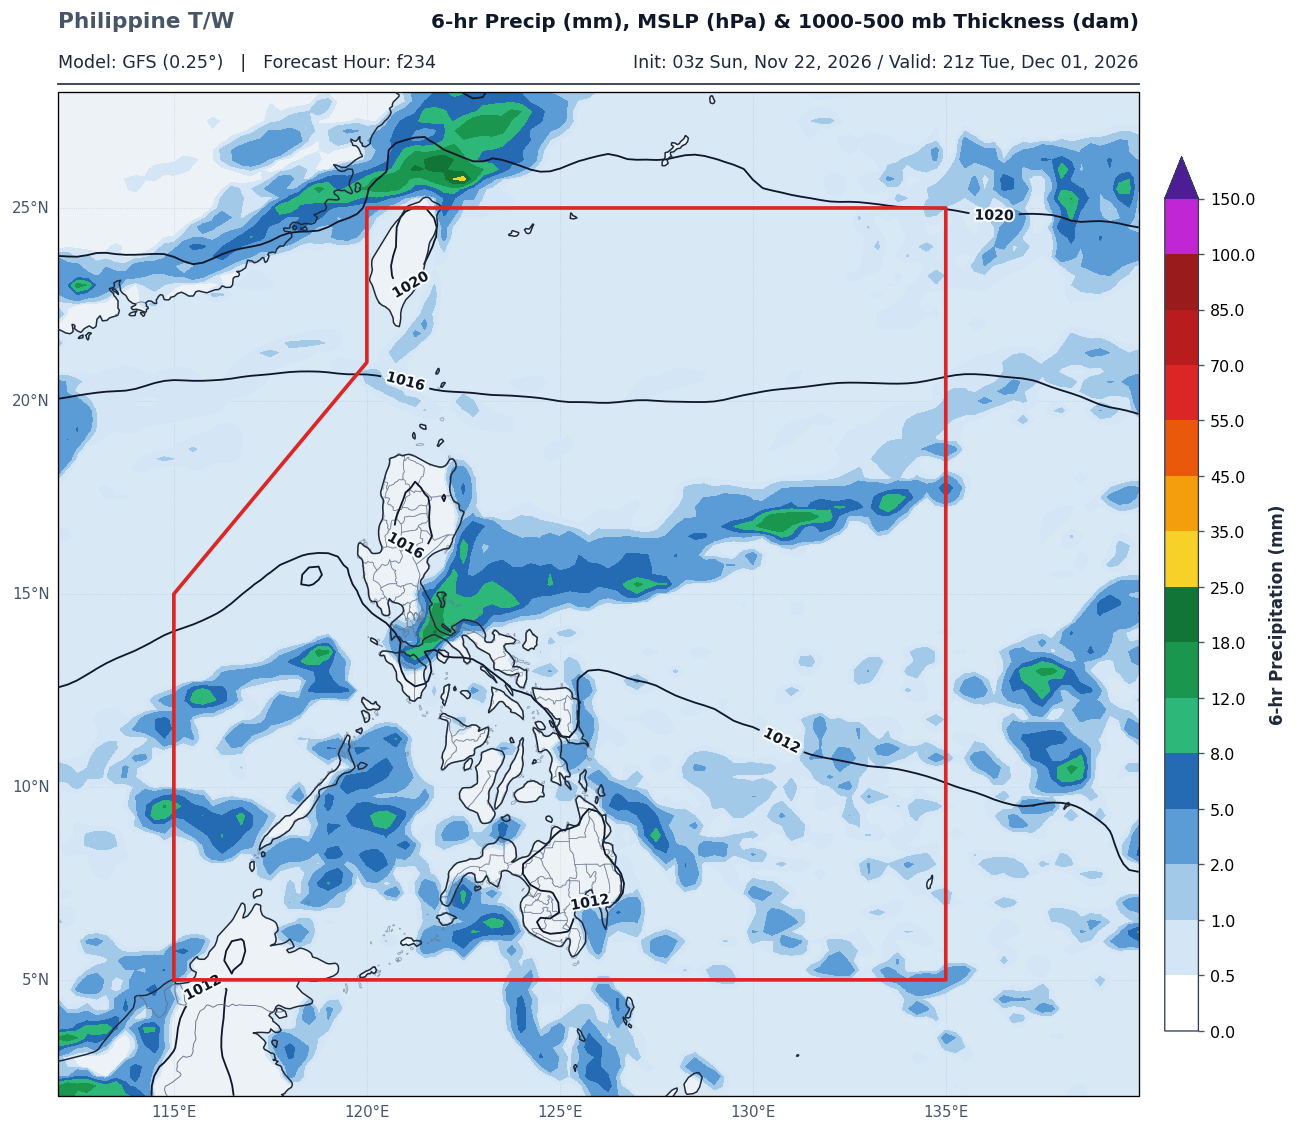 Philippine T/W
6-hr Precip (mm), MSLP (hPa) & 1000-500 mb Thickness (dam)
Model: GFS (0.25°) | Forecast Hour: f234
Init: 03z Sun, Nov 22, 2026 / Valid: 21z Tue, Dec 01, 2026
25°N
20°N
15°N
10°N
5°N
115°E
120°E
125°E
130°E
135°E
1020
1020
1016
1016
1012
1012
1012
150.0
100.0
85.0
70.0
55.0
45.0
35.0
25.0
18.0
12.0
8.0
5.0
2.0
1.0
0.5
0.0
6-hr Precipitation (mm)